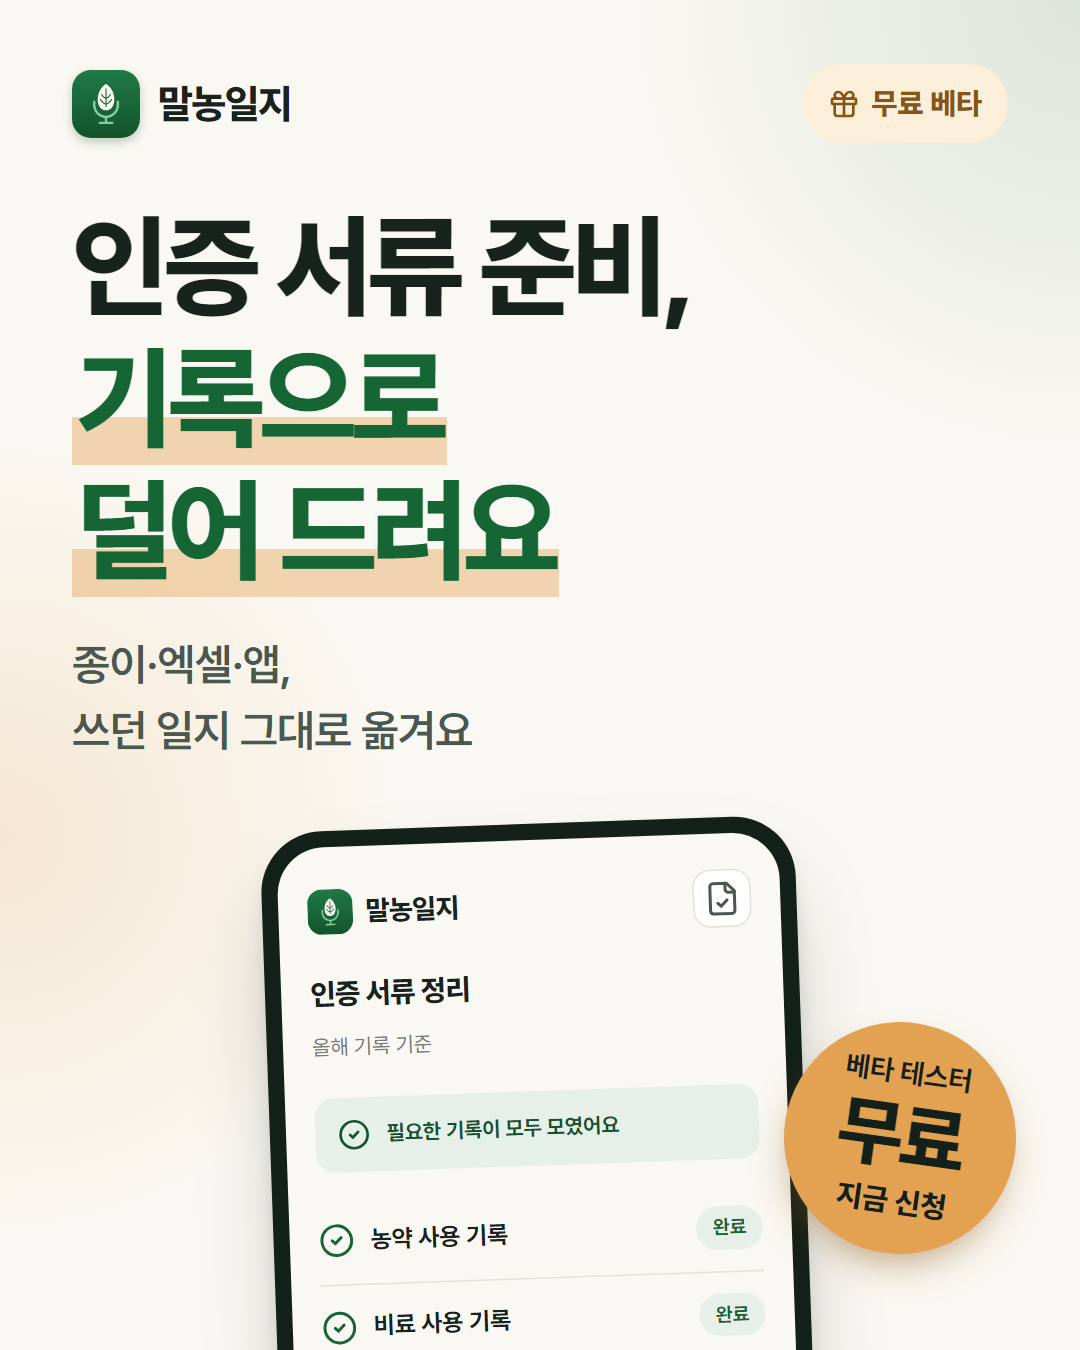 말농일지
무료 베타
인증 서류 준비,
기록으로
덜어 드려요
종이·엑셀·앱,
쓰던 일지 그대로 옮겨요
말농일지
인증 서류 정리
올해 기록 기준
필요한 기록이 모두 모였어요
농약 사용 기록
완료
비료 사용 기록
완료
베타 테스터
무료
지금 신청